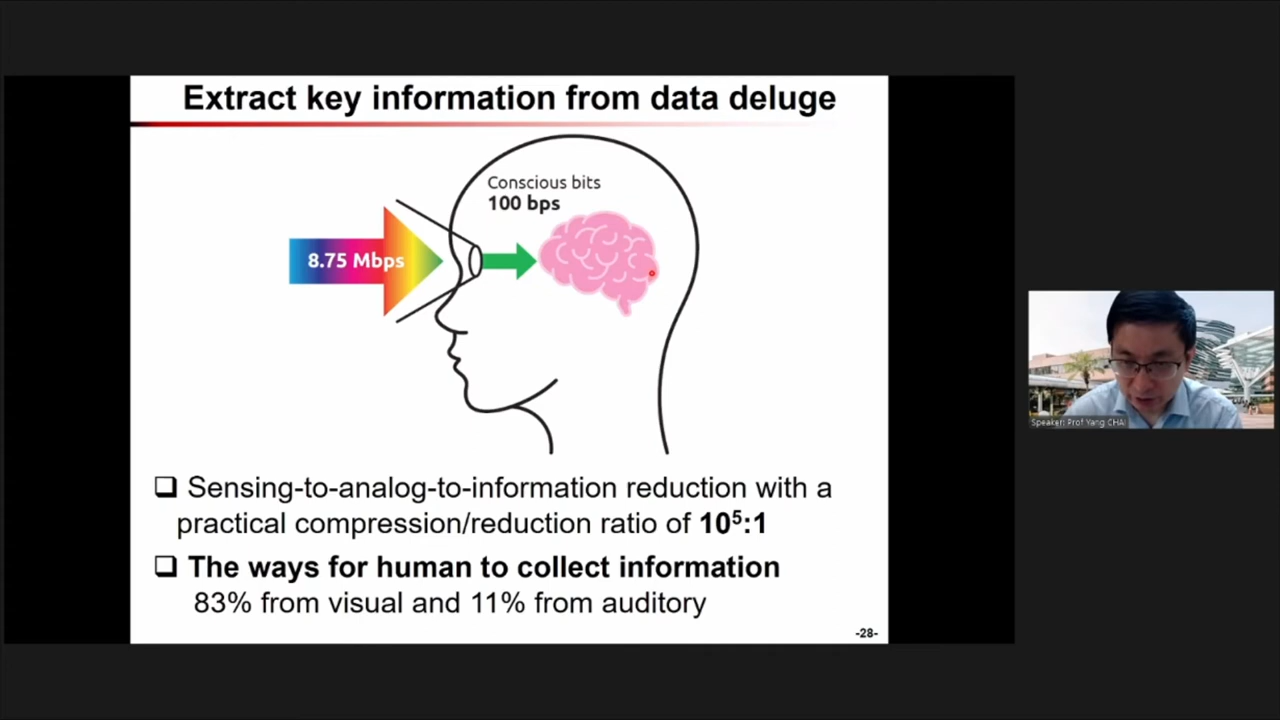 Extract key information from data deluge
Conscious bits
100 bps
8.75 Mbps
❑ Sensing-to-analog-to-information reduction with a
practical compression/reduction ratio of 10⁵:1
❑ The ways for human to collect information
83% from visual and 11% from auditory
-28-
Speaker: Prof Yang CHAI